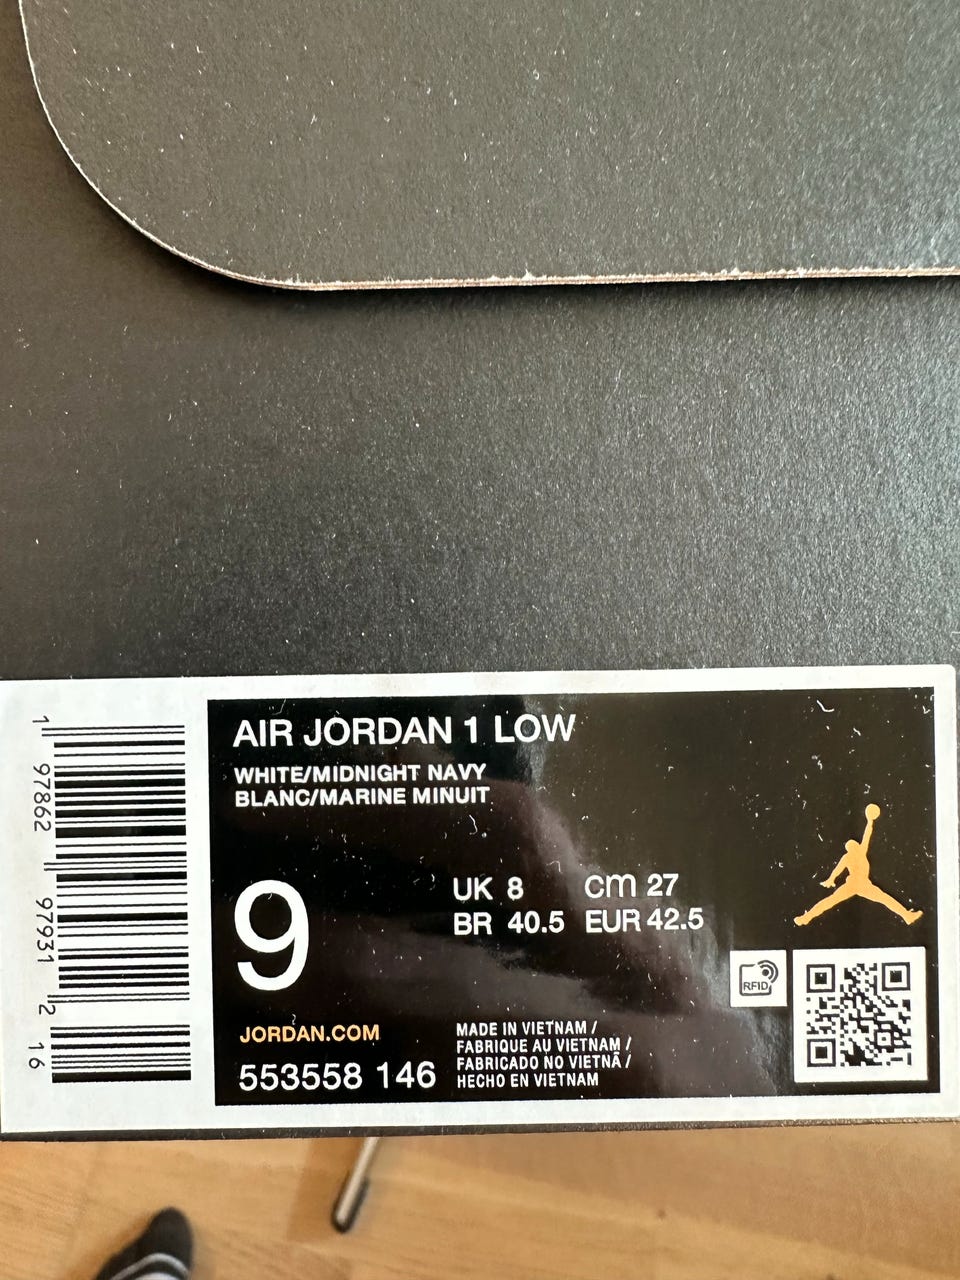 AIR JORDAN 1 LOW
WHITE/MIDNIGHT NAVY
BLANC/MARINE MINUIT
9
UK 8 cm 27
BR 40.5 EUR 42.5
RFID
JORDAN.COM
553558 146
MADE IN VIETNAM /
FABRIQUE AU VIETNAM /
FABRICADO NO VIETNÃ /
HECHO EN VIETNAM
1 97862 97931 2 16